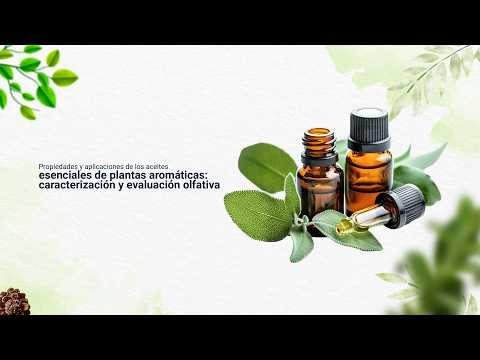 Propiedades y aplicaciones de los aceites
esenciales de plantas aromáticas:
caracterización y evaluación olfativa